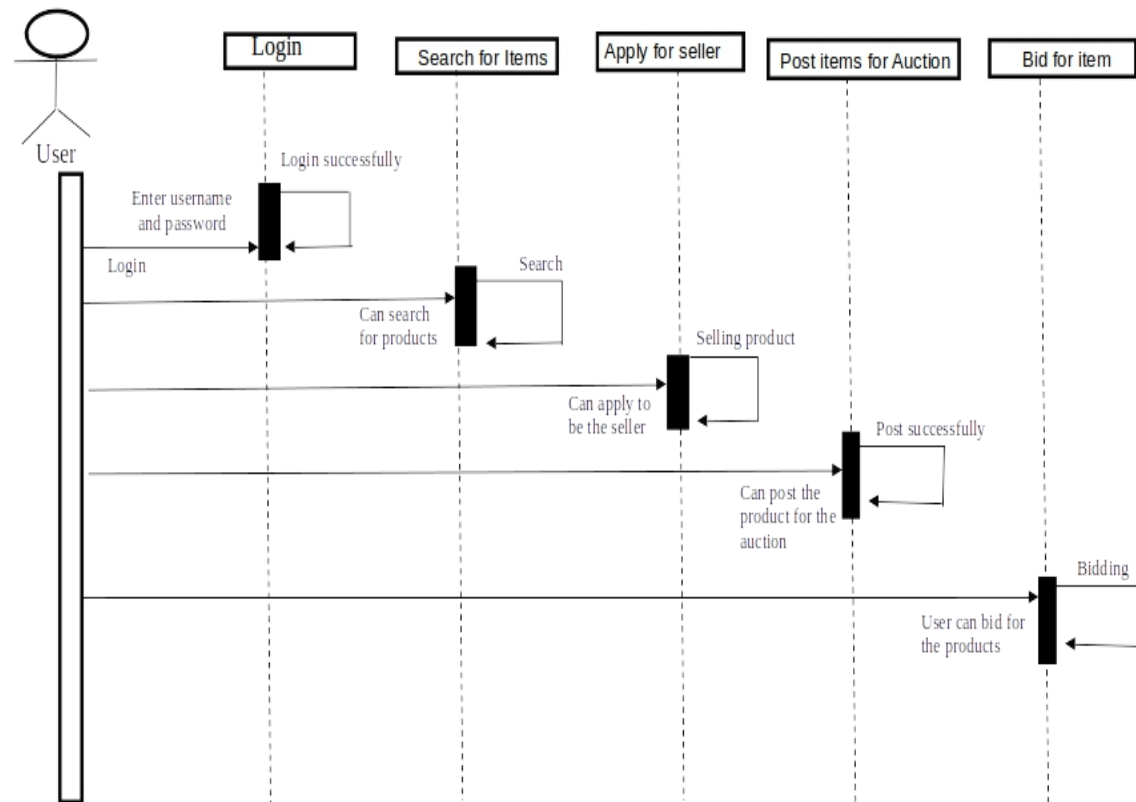 Login
Search for Items
Apply for seller
Post items for Auction
Bid for item
User
Login successfully
Enter username
and password
Login
Search
Can search
for products
Selling product
Can apply to
be the seller
Post successfully
Can post the
product for the
auction
Bidding
User can bid for
the products